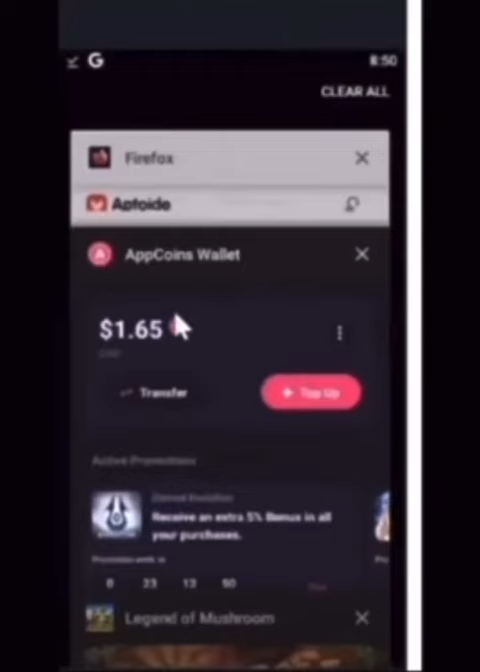 G 8:50
CLEAR ALL
Firefox
Aptoide
AppCoins Wallet
$1.65
Transfer
Top Up
Active Promotions
Receive an extra 5% Bonus in all
your purchases.
0 23 13 50
Legend of Mushroom